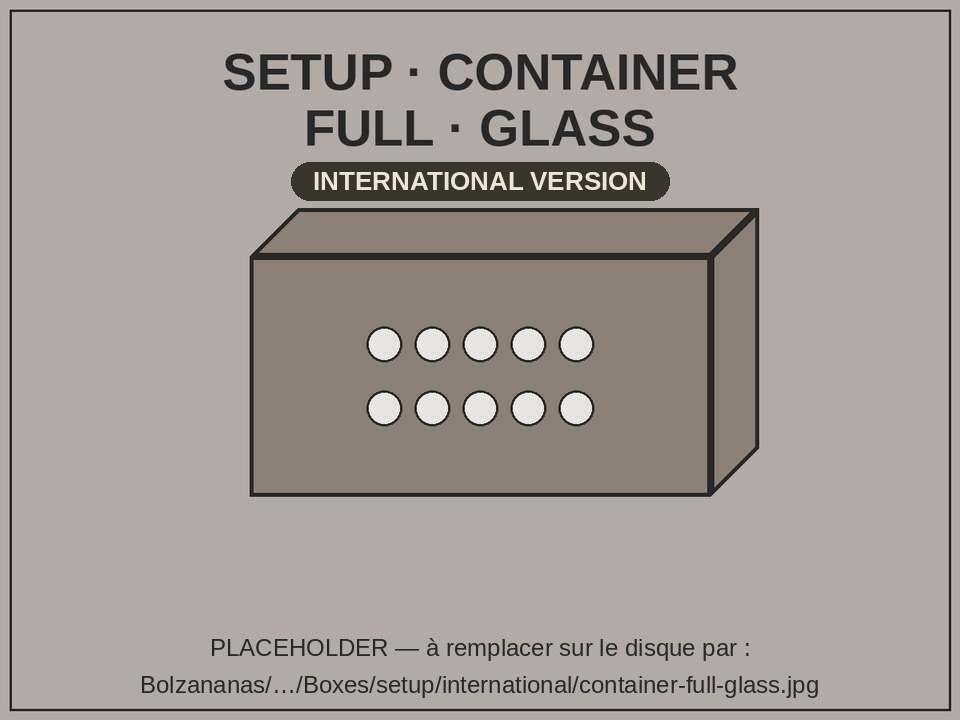 SETUP · CONTAINER
FULL · GLASS
INTERNATIONAL VERSION
PLACEHOLDER — à remplacer sur le disque par :
Bolzananas/…/Boxes/setup/international/container-full-glass.jpg